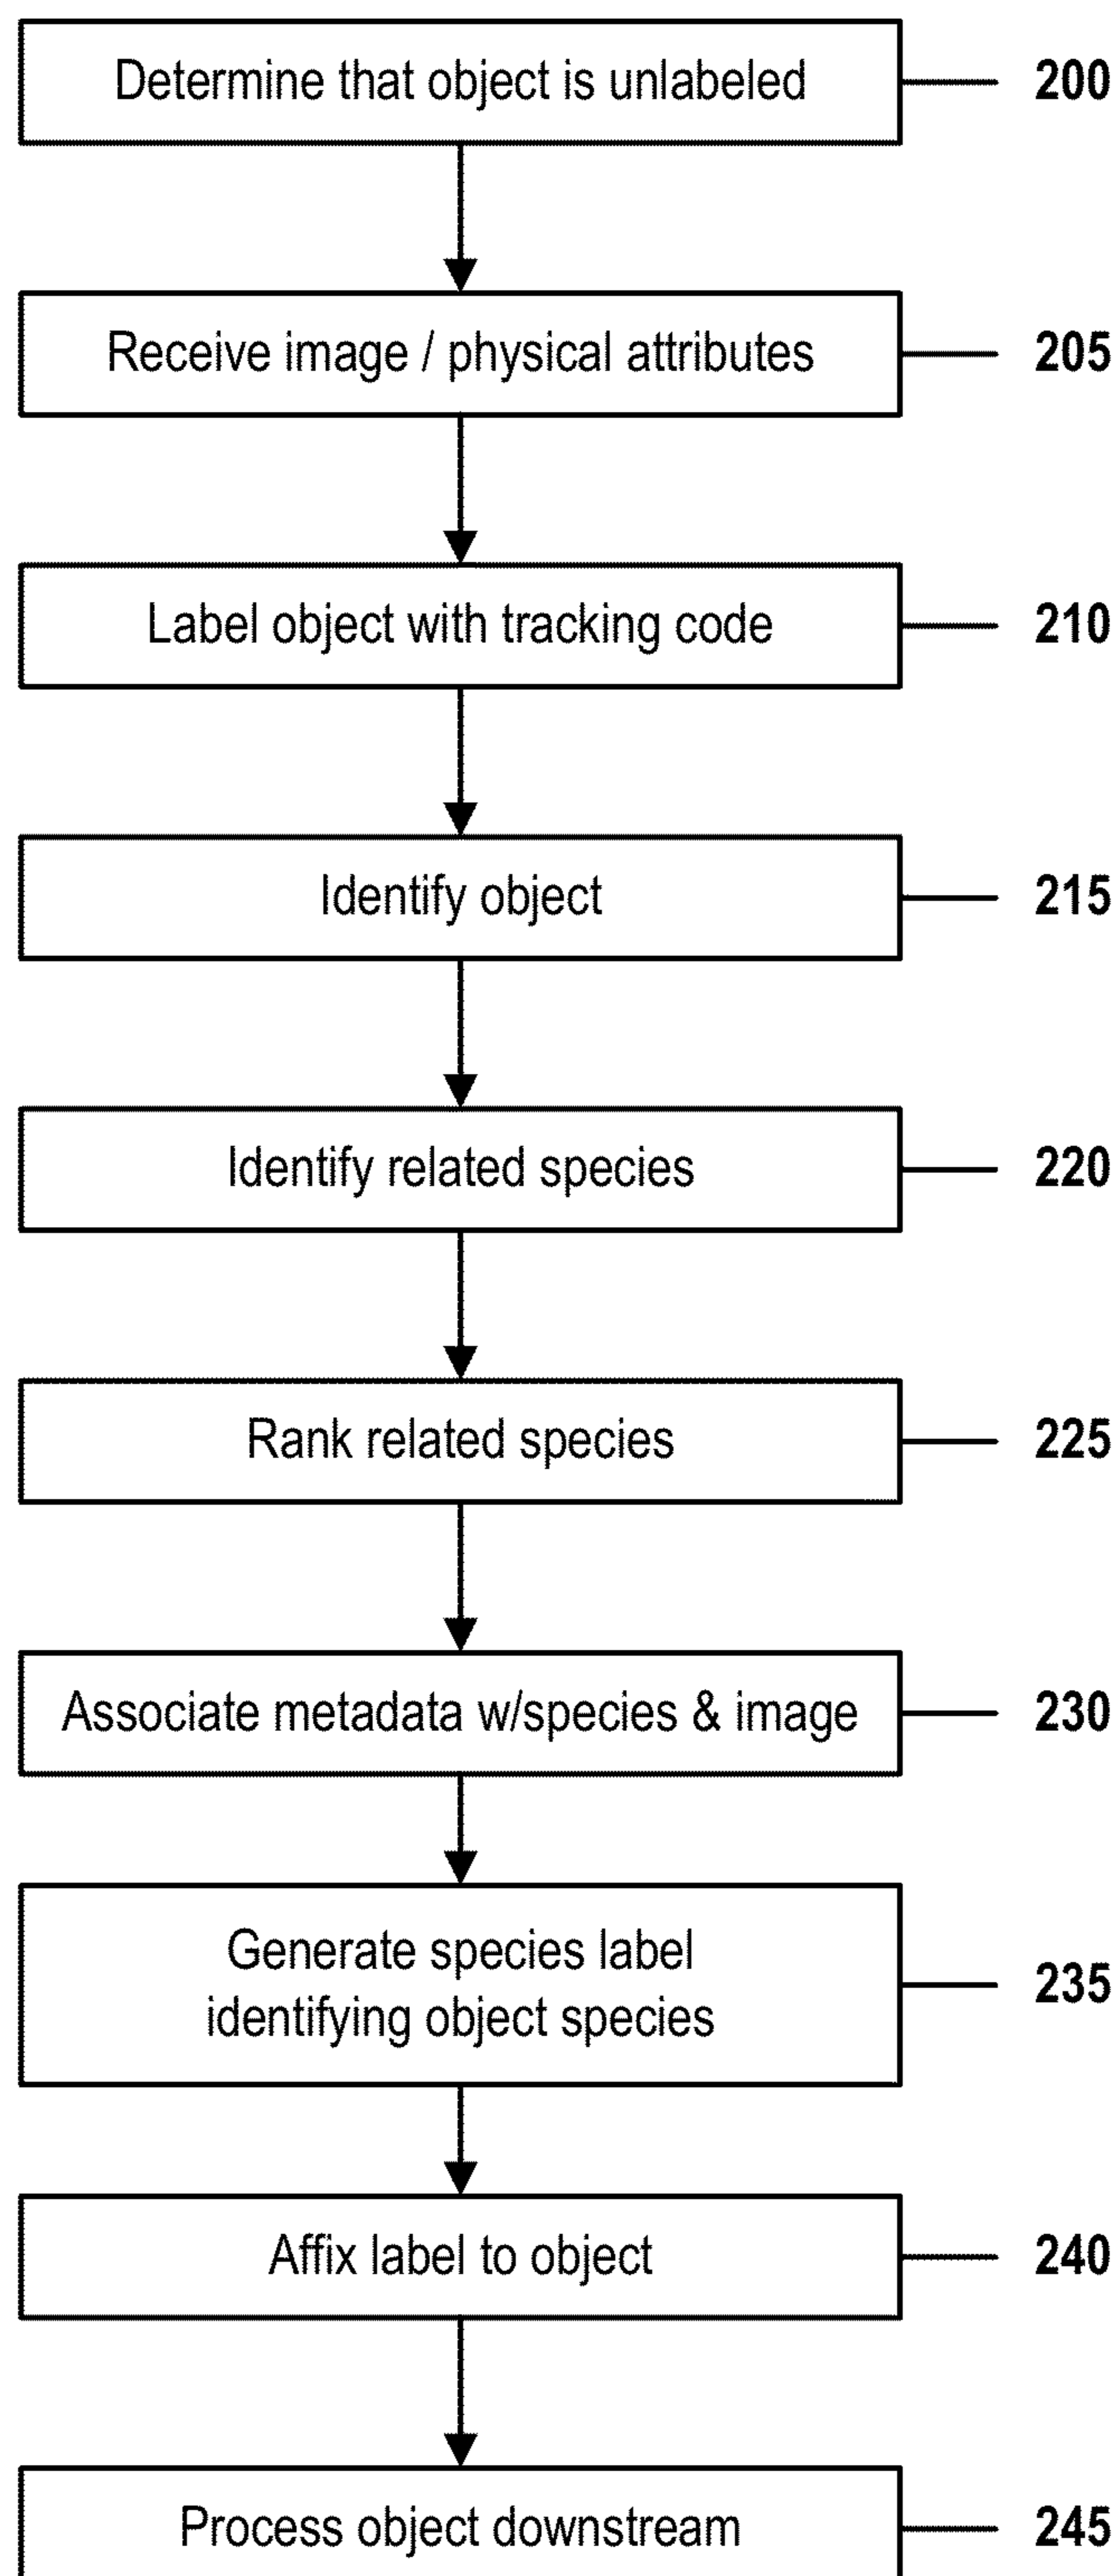 Determine that object is unlabeled 200
Receive image / physical attributes 205
Label object with tracking code 210
Identify object 215
Identify related species 220
Rank related species 225
Associate metadata w/species & image 230
Generate species label
identifying object species 235
Affix label to object 240
Process object downstream 245